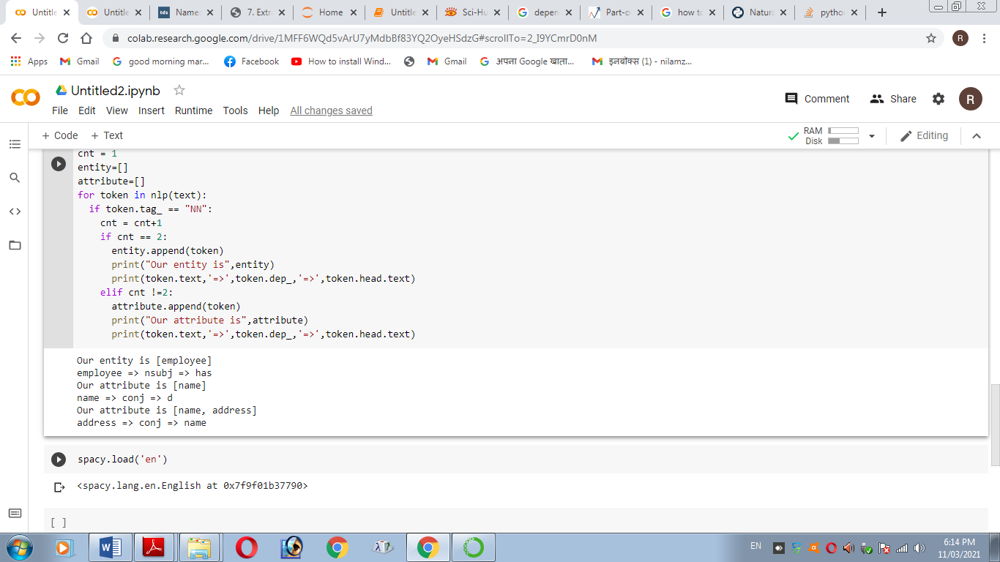 Untitle
Untitle
tds Name
7. Extra
Home
Untitle
Sci-Hu
depen
Part-o
how to
Natura
python
colab.research.google.com/drive/1MFF6WQd5vArU7yMdbBf83YQ2OyeHSdzG#scrollTo=2_I9YCmrD0nM
R
Apps
Gmail
good morning mar...
Facebook
How to install Wind...
Gmail
अपना Google खाता...
इनबॉक्स (1) - nilamz...
Untitled2.ipynb
Comment
Share
R
File Edit View Insert Runtime Tools Help All changes saved
+ Code + Text
RAM
Disk
Editing
cnt = 1
entity=[]
attribute=[]
for token in nlp(text):
if token.tag_ == "NN":
cnt = cnt+1
if cnt == 2:
entity.append(token)
print("Our entity is",entity)
print(token.text,'=>',token.dep_,'=>',token.head.text)
elif cnt !=2:
attribute.append(token)
print("Our attribute is",attribute)
print(token.text,'=>',token.dep_,'=>',token.head.text)
Our entity is [employee]
employee => nsubj => has
Our attribute is [name]
name => conj => d
Our attribute is [name, address]
address => conj => name
spacy.load('en')
<spacy.lang.en.English at 0x7f9f01b37790>
[ ]
EN
6:14 PM
11/03/2021